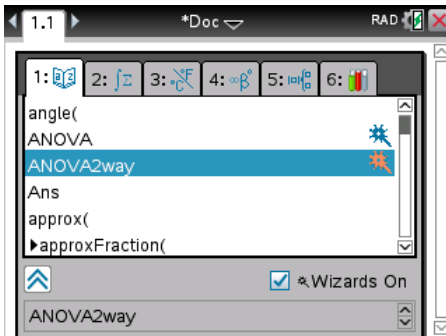 1.1 *Doc RAD
1: 2: ∫Σ 3: °C°F 4: ∞β° 5: 6:
angle(
ANOVA
ANOVA2way
Ans
approx(
▶approxFraction(
Wizards On
ANOVA2way